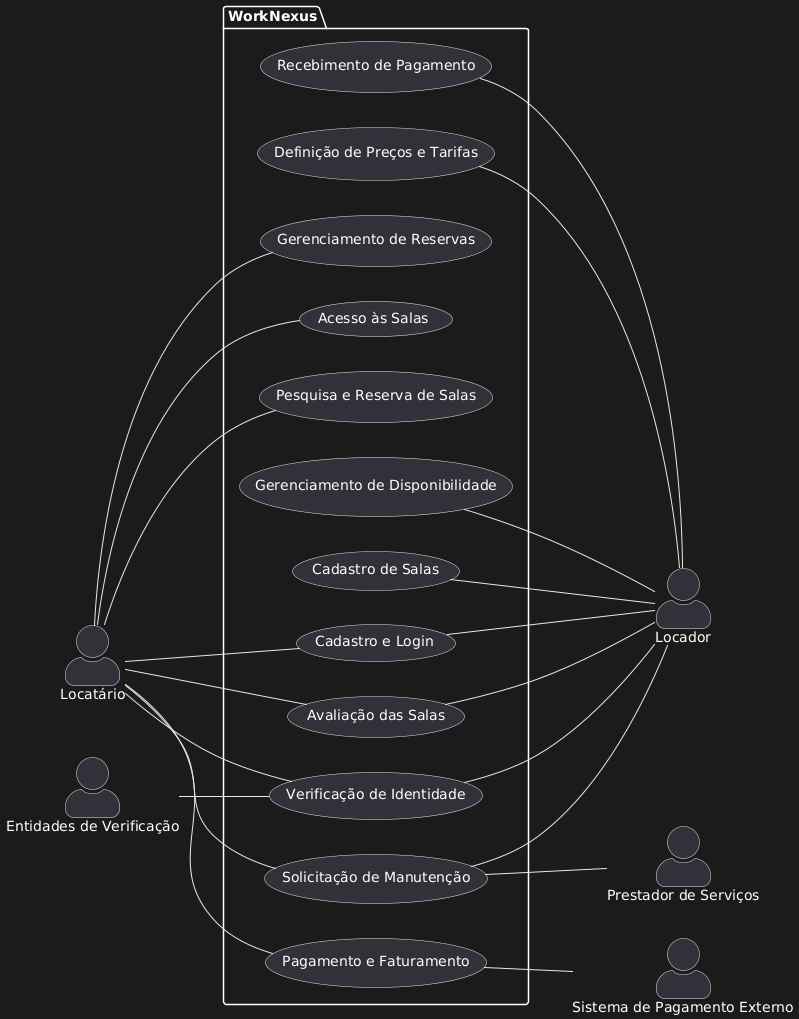 WorkNexus
Recebimento de Pagamento
Definição de Preços e Tarifas
Gerenciamento de Reservas
Acesso às Salas
Pesquisa e Reserva de Salas
Gerenciamento de Disponibilidade
Cadastro de Salas
Cadastro e Login
Locador
Locatário
Avaliação das Salas
Verificação de Identidade
Entidades de Verificação
Solicitação de Manutenção
Prestador de Serviços
Pagamento e Faturamento
Sistema de Pagamento Externo